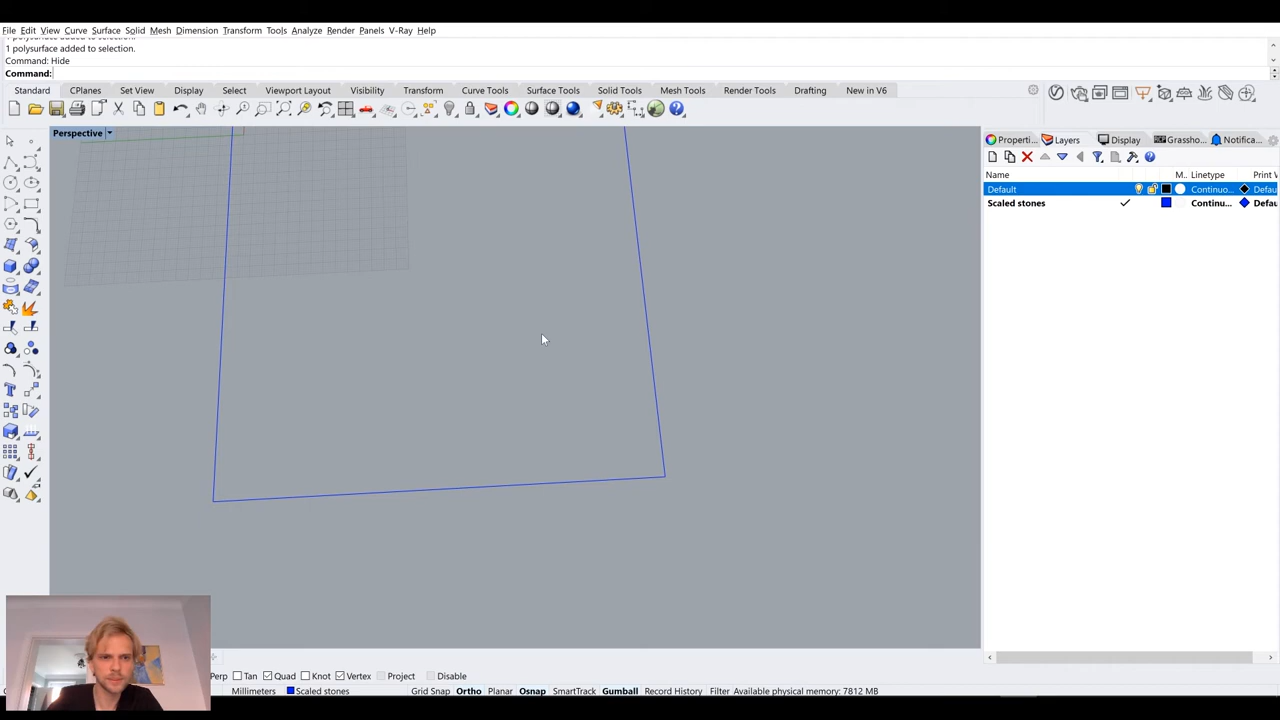 File Edit View Curve Surface Solid Mesh Dimension Transform Tools Analyze Render Panels V-Ray Help
1 polysurface added to selection.
Command: Hide
Command:
Standard CPlanes Set View Display Select Viewport Layout Visibility Transform Curve Tools Surface Tools Solid Tools Mesh Tools Render Tools Drafting New in V6
Perspective
Properti... Layers Display Grassho... Notifica...
Name M.. Linetype Print W
Default Continuo... Defau
Scaled stones Continu... Defau
Perp Tan Quad Knot Vertex Project Disable
Millimeters Scaled stones Grid Snap Ortho Planar Osnap SmartTrack Gumball Record History Filter Available physical memory: 7812 MB